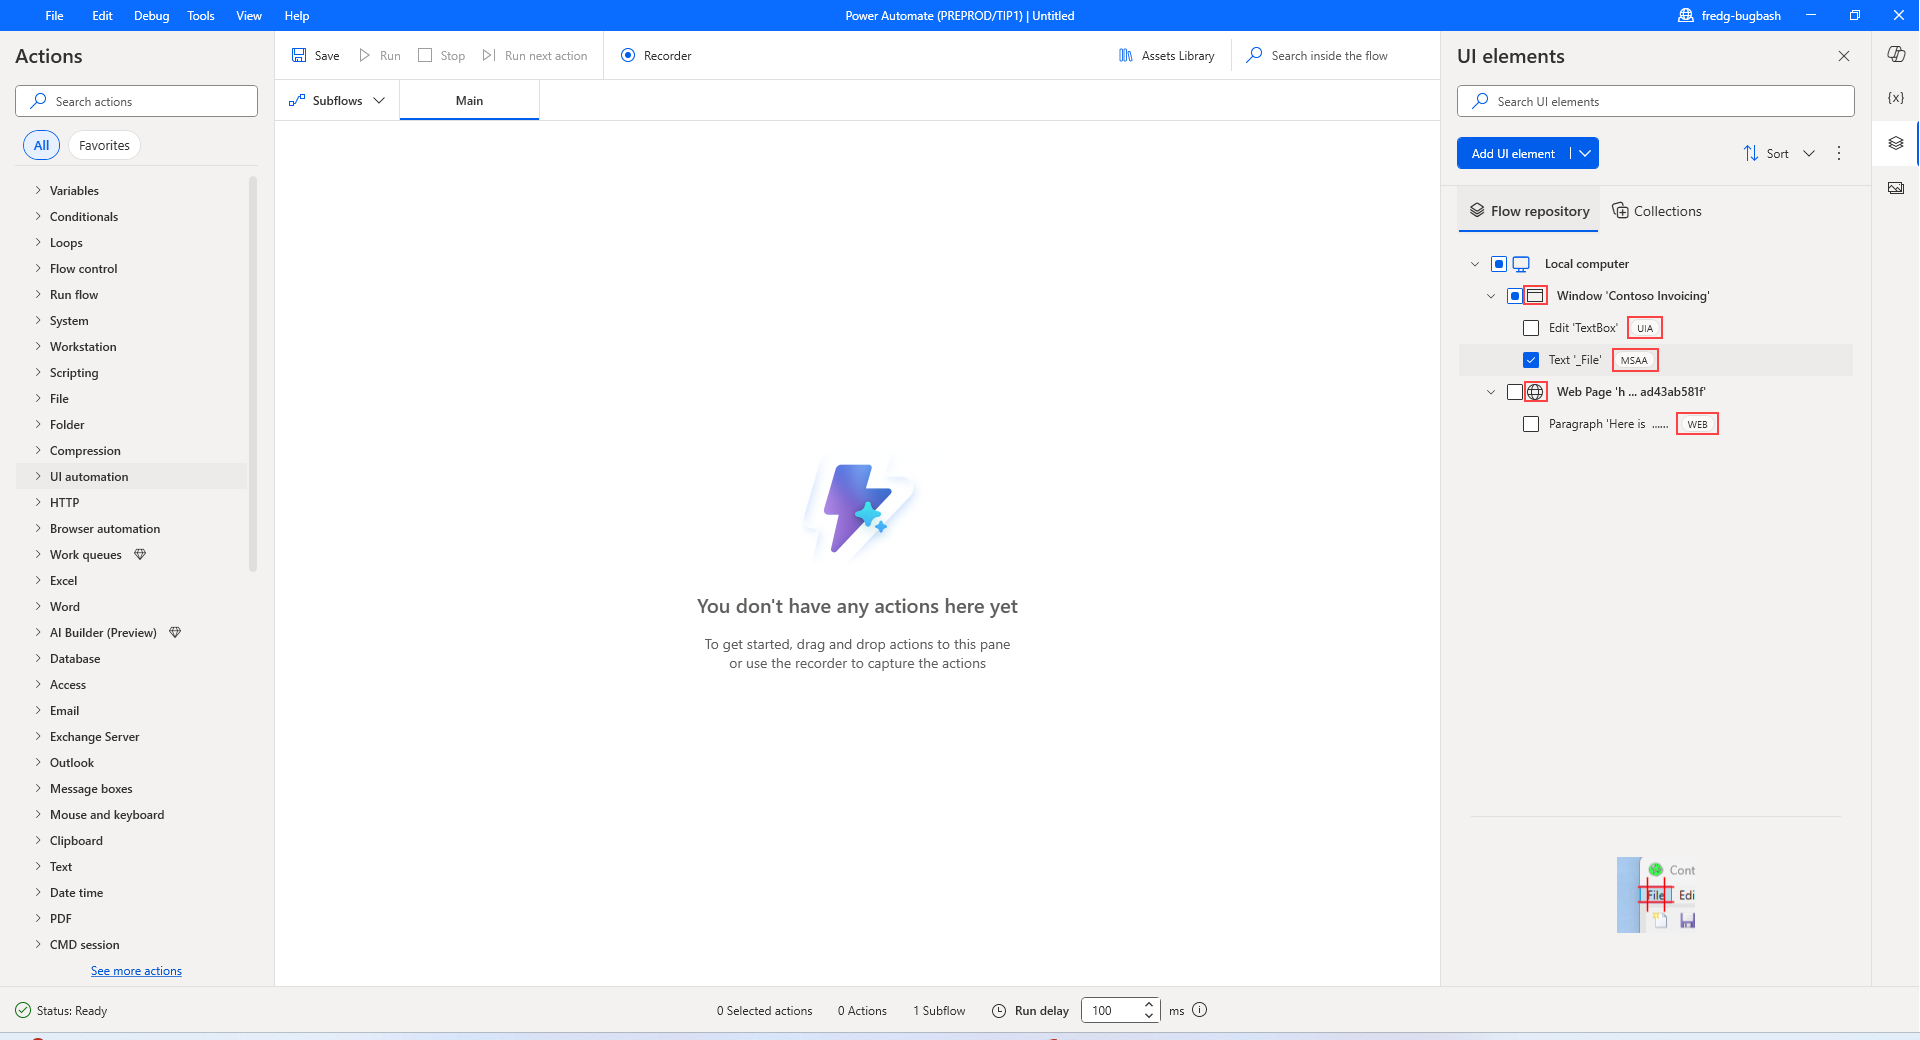 File Edit Debug Tools View Help
Power Automate (PREPROD/TIP1) | Untitled
fredg-bugbash
Actions
Search actions
All Favorites
Variables
Conditionals
Loops
Flow control
Run flow
System
Workstation
Scripting
File
Folder
Compression
UI automation
HTTP
Browser automation
Work queues
Excel
Word
AI Builder (Preview)
Database
Access
Email
Exchange Server
Outlook
Message boxes
Mouse and keyboard
Clipboard
Text
Date time
PDF
CMD session
See more actions
Save Run Stop Run next action Recorder
Assets Library Search inside the flow
Subflows Main
You don't have any actions here yet
To get started, drag and drop actions to this pane
or use the recorder to capture the actions
UI elements
Search UI elements
Add UI element Sort
Flow repository Collections
Local computer
Window 'Contoso Invoicing'
Edit 'TextBox' UIA
Text '_File' MSAA
Web Page 'h ... ad43ab581f'
Paragraph 'Here is ...... WEB
Cont
File Edi
{x}
Status: Ready
0 Selected actions 0 Actions 1 Subflow Run delay 100 ms